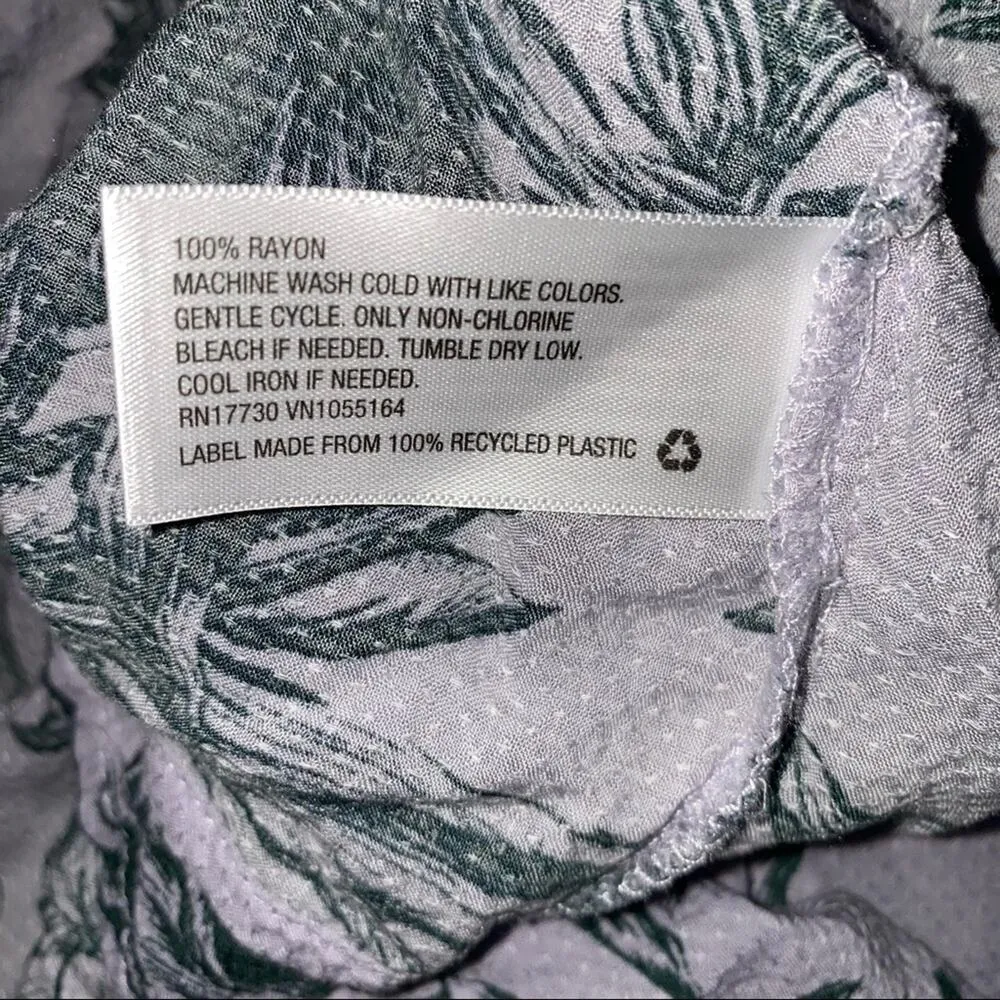 100% RAYON
MACHINE WASH COLD WITH LIKE COLORS.
GENTLE CYCLE. ONLY NON-CHLORINE
BLEACH IF NEEDED. TUMBLE DRY LOW.
COOL IRON IF NEEDED.
RN17730 VN1055164
LABEL MADE FROM 100% RECYCLED PLASTIC